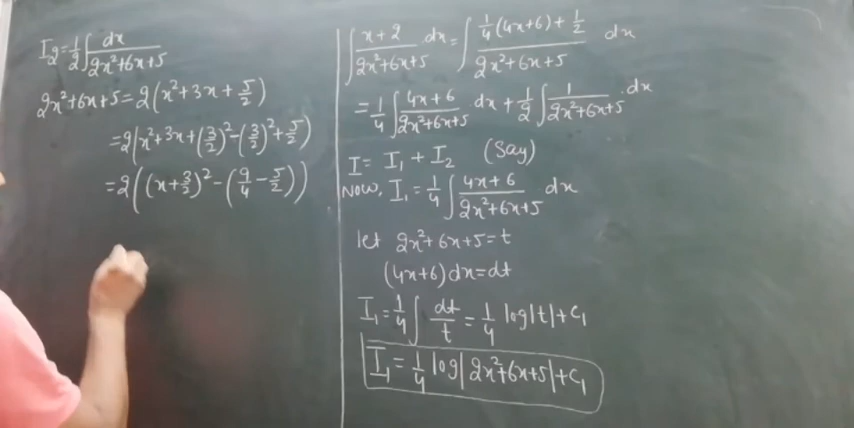 I₂=1/2∫dx/(2x²+6x+5)
2x²+6x+5=2(x²+3x+5/2)
=2(x²+3x+(3/2)²-(3/2)²+5/2)
=2((x+3/2)²-(9/4-5/2))
∫(x+2)/(2x²+6x+5) dx=∫(1/4(4x+6)+1/2)/(2x²+6x+5) dx
=1/4∫(4x+6)/(2x²+6x+5) dx+1/2∫1/(2x²+6x+5).dx
I= I₁+I₂ (Say)
Now, I₁=1/4∫(4x+6)/(2x²+6x+5) dx
let 2x²+6x+5=t
(4x+6)dx=dt
I₁=1/4∫dt/t=1/4 log|t|+c₁
I₁=1/4 log|2x²+6x+5|+c₁